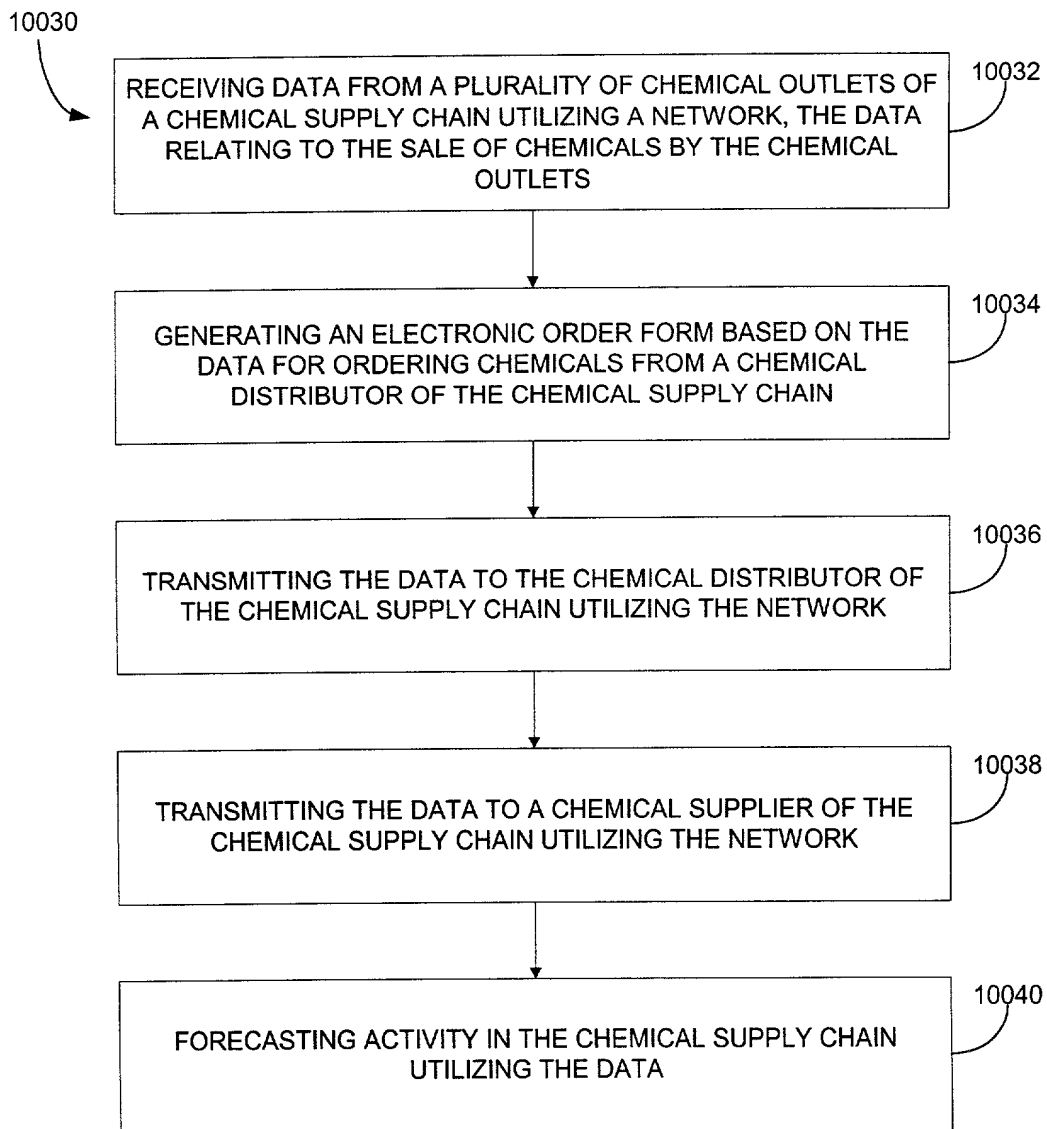 10030
RECEIVING DATA FROM A PLURALITY OF CHEMICAL OUTLETS OF
A CHEMICAL SUPPLY CHAIN UTILIZING A NETWORK, THE DATA
RELATING TO THE SALE OF CHEMICALS BY THE CHEMICAL
OUTLETS
10032
GENERATING AN ELECTRONIC ORDER FORM BASED ON THE
DATA FOR ORDERING CHEMICALS FROM A CHEMICAL
DISTRIBUTOR OF THE CHEMICAL SUPPLY CHAIN
10034
TRANSMITTING THE DATA TO THE CHEMICAL DISTRIBUTOR OF
THE CHEMICAL SUPPLY CHAIN UTILIZING THE NETWORK
10036
TRANSMITTING THE DATA TO A CHEMICAL SUPPLIER OF THE
CHEMICAL SUPPLY CHAIN UTILIZING THE NETWORK
10038
FORECASTING ACTIVITY IN THE CHEMICAL SUPPLY CHAIN
UTILIZING THE DATA
10040